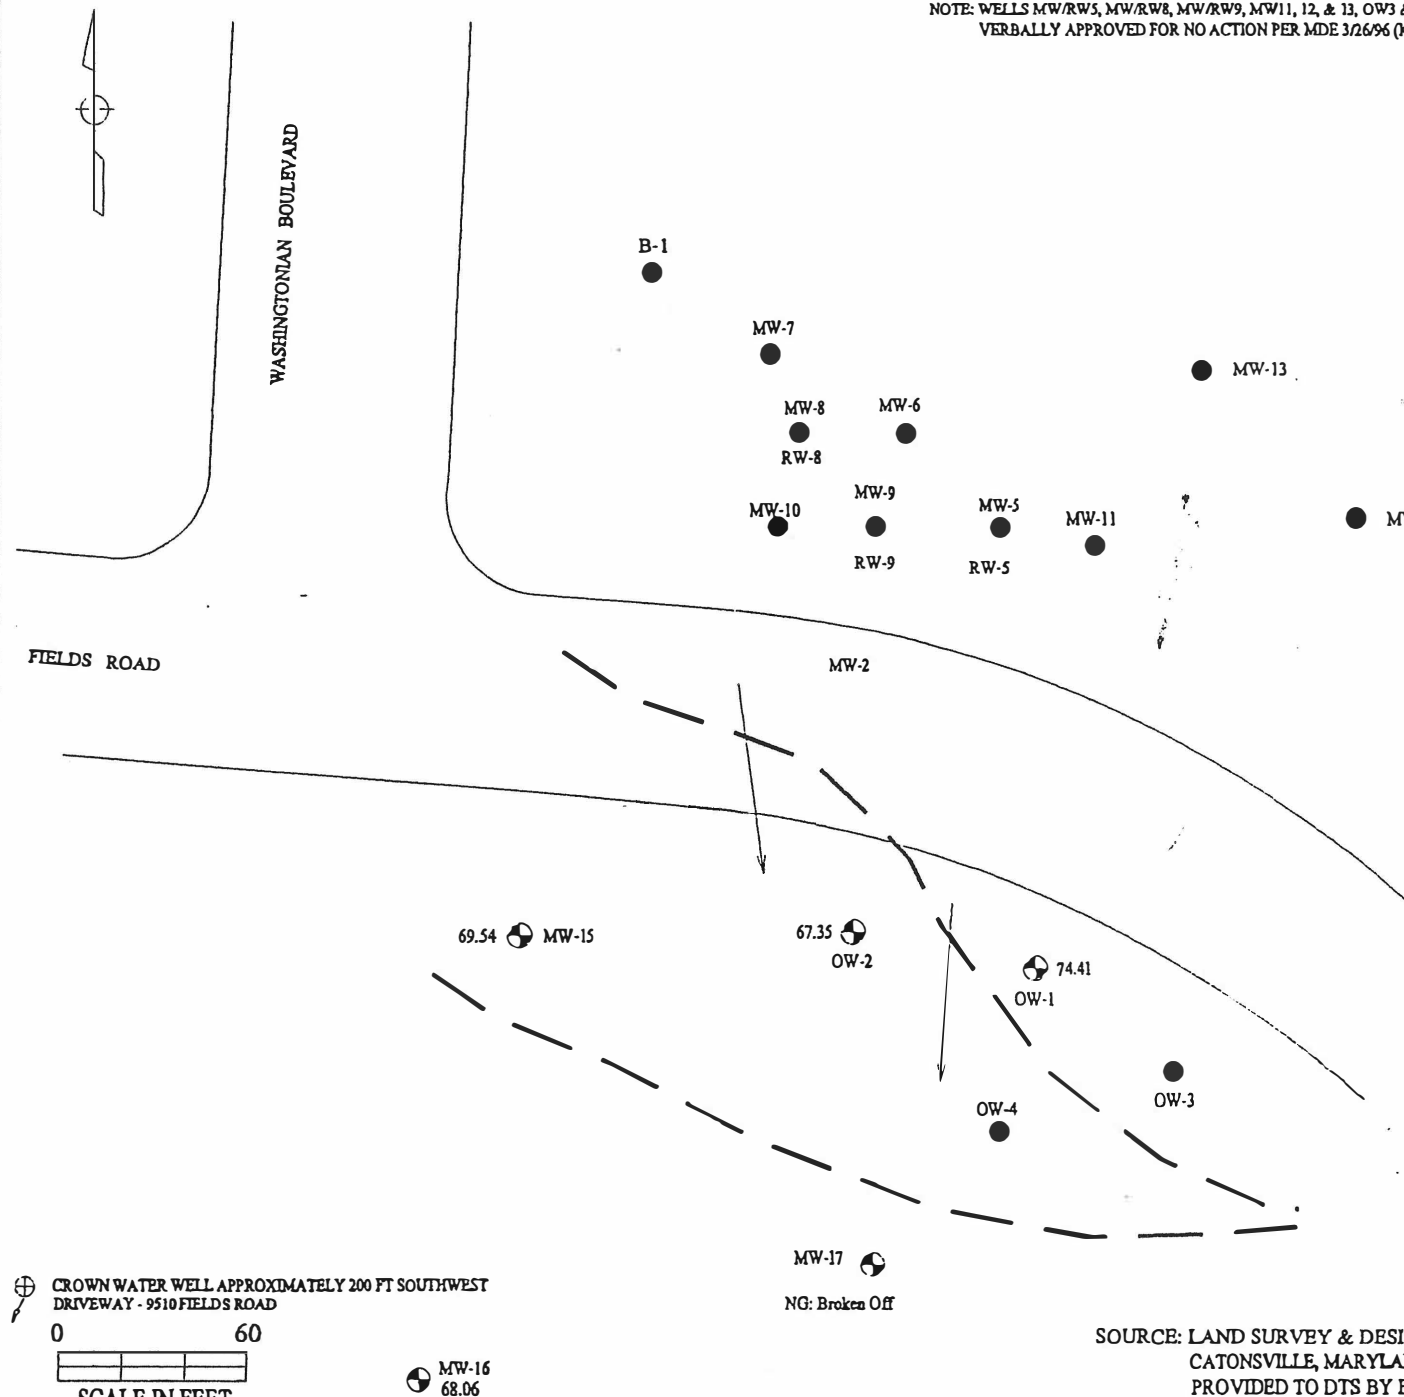 NOTE: WELLS MW/RW5, MW/RW8, MW/RW9, MW11, 12, & 13, OW3 &
VERBALLY APPROVED FOR NO ACTION PER MDE 3/26/96 (
WASHINGTONIAN BOULEVARD
B-1
MW-7
MW-13
MW-8
MW-6
RW-8
MW-9
MW-10
MW-5
MW-11
RW-9
RW-5
FIELDS ROAD
MW-2
69.54
MW-15
67.35
OW-2
74.41
OW-1
OW-4
OW-3
MW-17
NG: Broken Off
CROWN WATER WELL APPROXIMATELY 200 FT SOUTHWEST
DRIVEWAY - 9510 FIELDS ROAD
0 60
SCALE IN FEET
MW-16
68.06
SOURCE: LAND SURVEY &
CATONSVILLE,
PROVIDED TO DTS BY